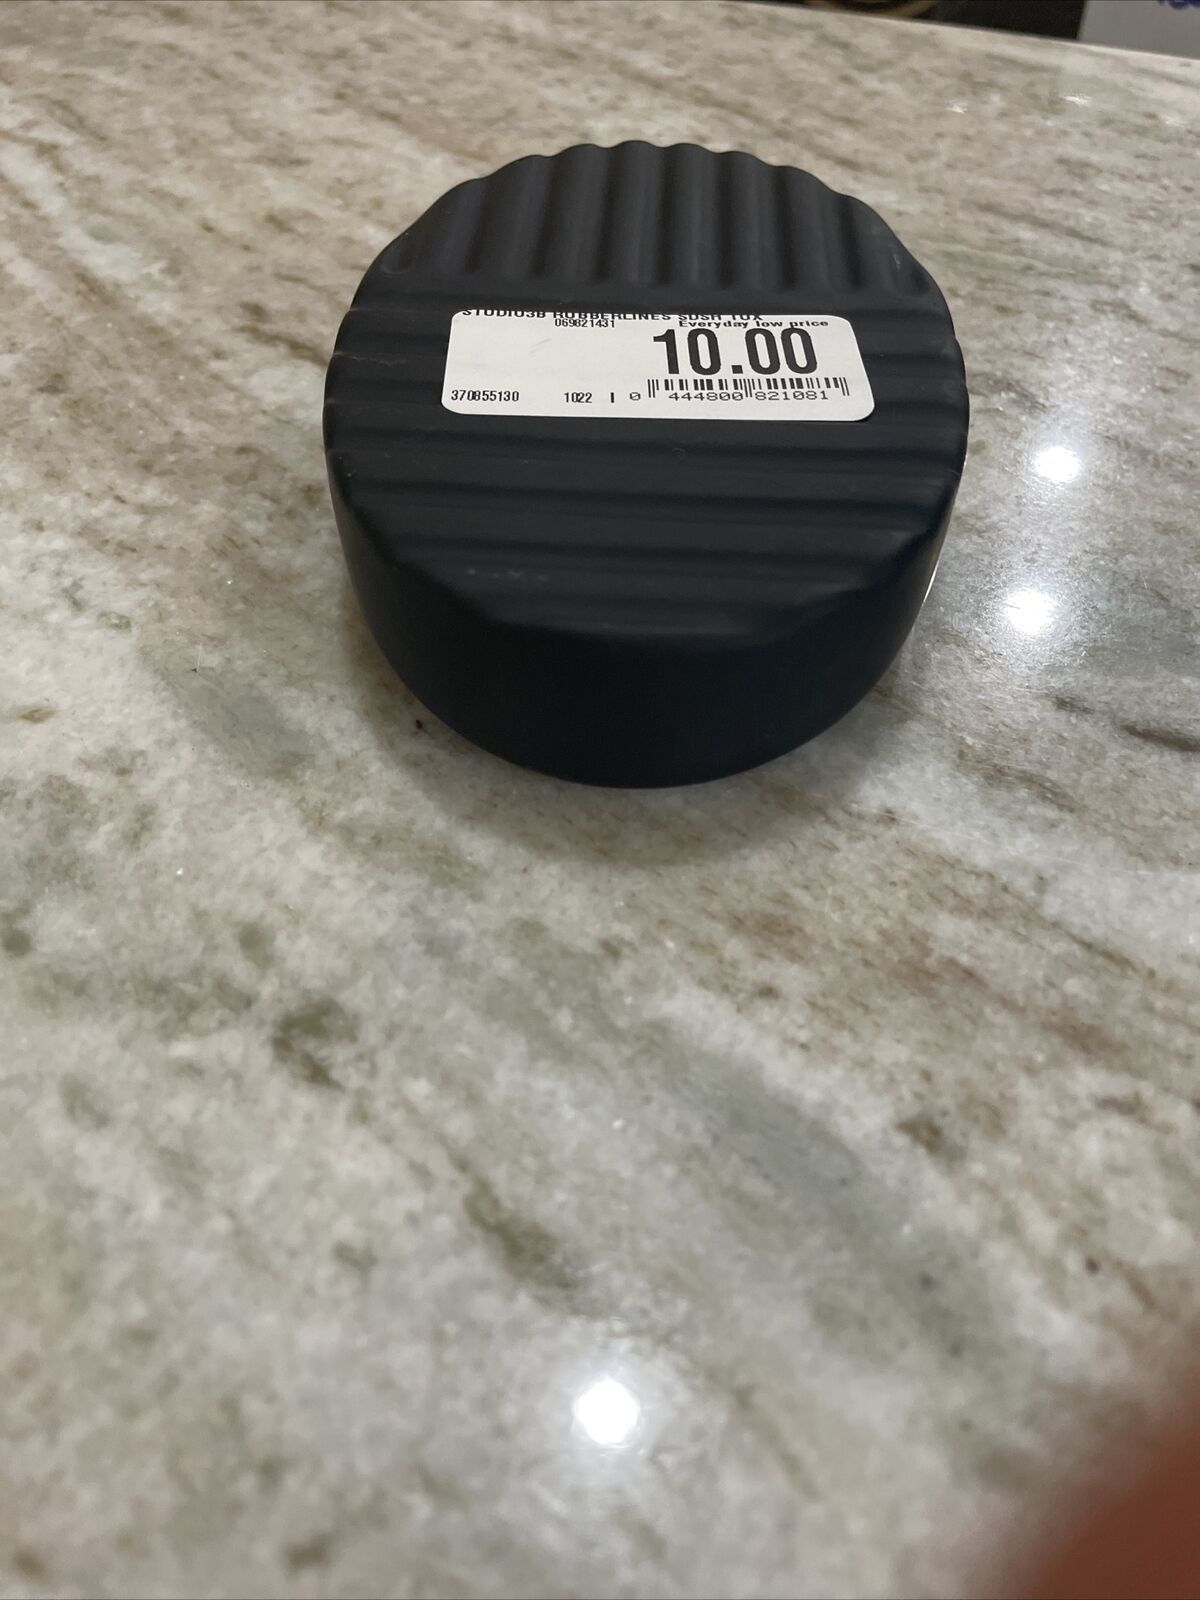 STUDIO3B RUBBERLINES SDSH TUX
069821431 Everyday low price
10.00
370855130 1022 I 0 444800 821081